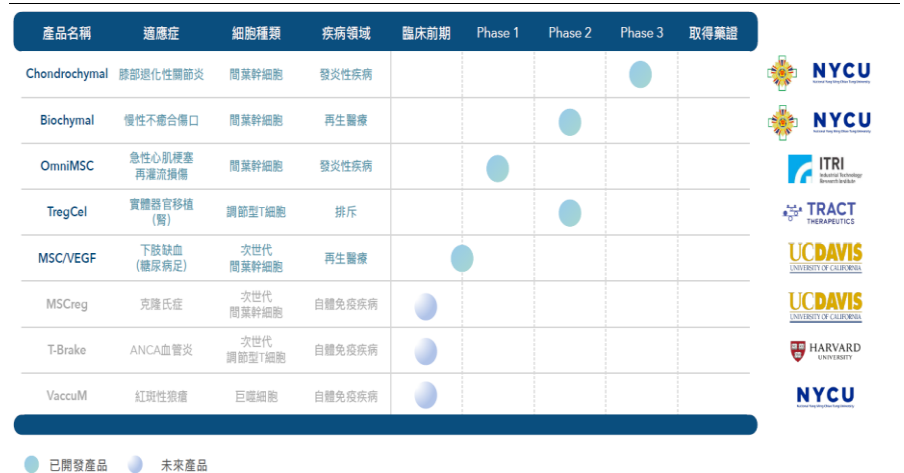 產品名稱 適應症 細胞種類 疾病領域 臨床前期 Phase 1 Phase 2 Phase 3 取得藥證
Chondrochymal 膝部退化性關節炎 間葉幹細胞 發炎性疾病
NYCU
Biochymal 慢性不癒合傷口 間葉幹細胞 再生醫療
NYCU
OmniMSC 急性心肌梗塞 間葉幹細胞 發炎性疾病
再灌流損傷
ITRI
Industrial Technology
Research Institute
TregCel 實體器官移植 調節型T細胞 排斥
(腎)
TRACT
THERAPEUTICS
MSC/VEGF 下肢缺血 次世代 再生醫療
(糖尿病足) 間葉幹細胞
UCDAVIS
UNIVERSITY OF CALIFORNIA
MSCreg 克隆氏症 次世代 自體免疫疾病
間葉幹細胞
UCDAVIS
UNIVERSITY OF CALIFORNIA
T-Brake ANCA血管炎 次世代 自體免疫疾病
調節型T細胞
HARVARD
UNIVERSITY
VaccuM 紅斑性狼瘡 巨噬細胞 自體免疫疾病
NYCU
已開發產品 未來產品